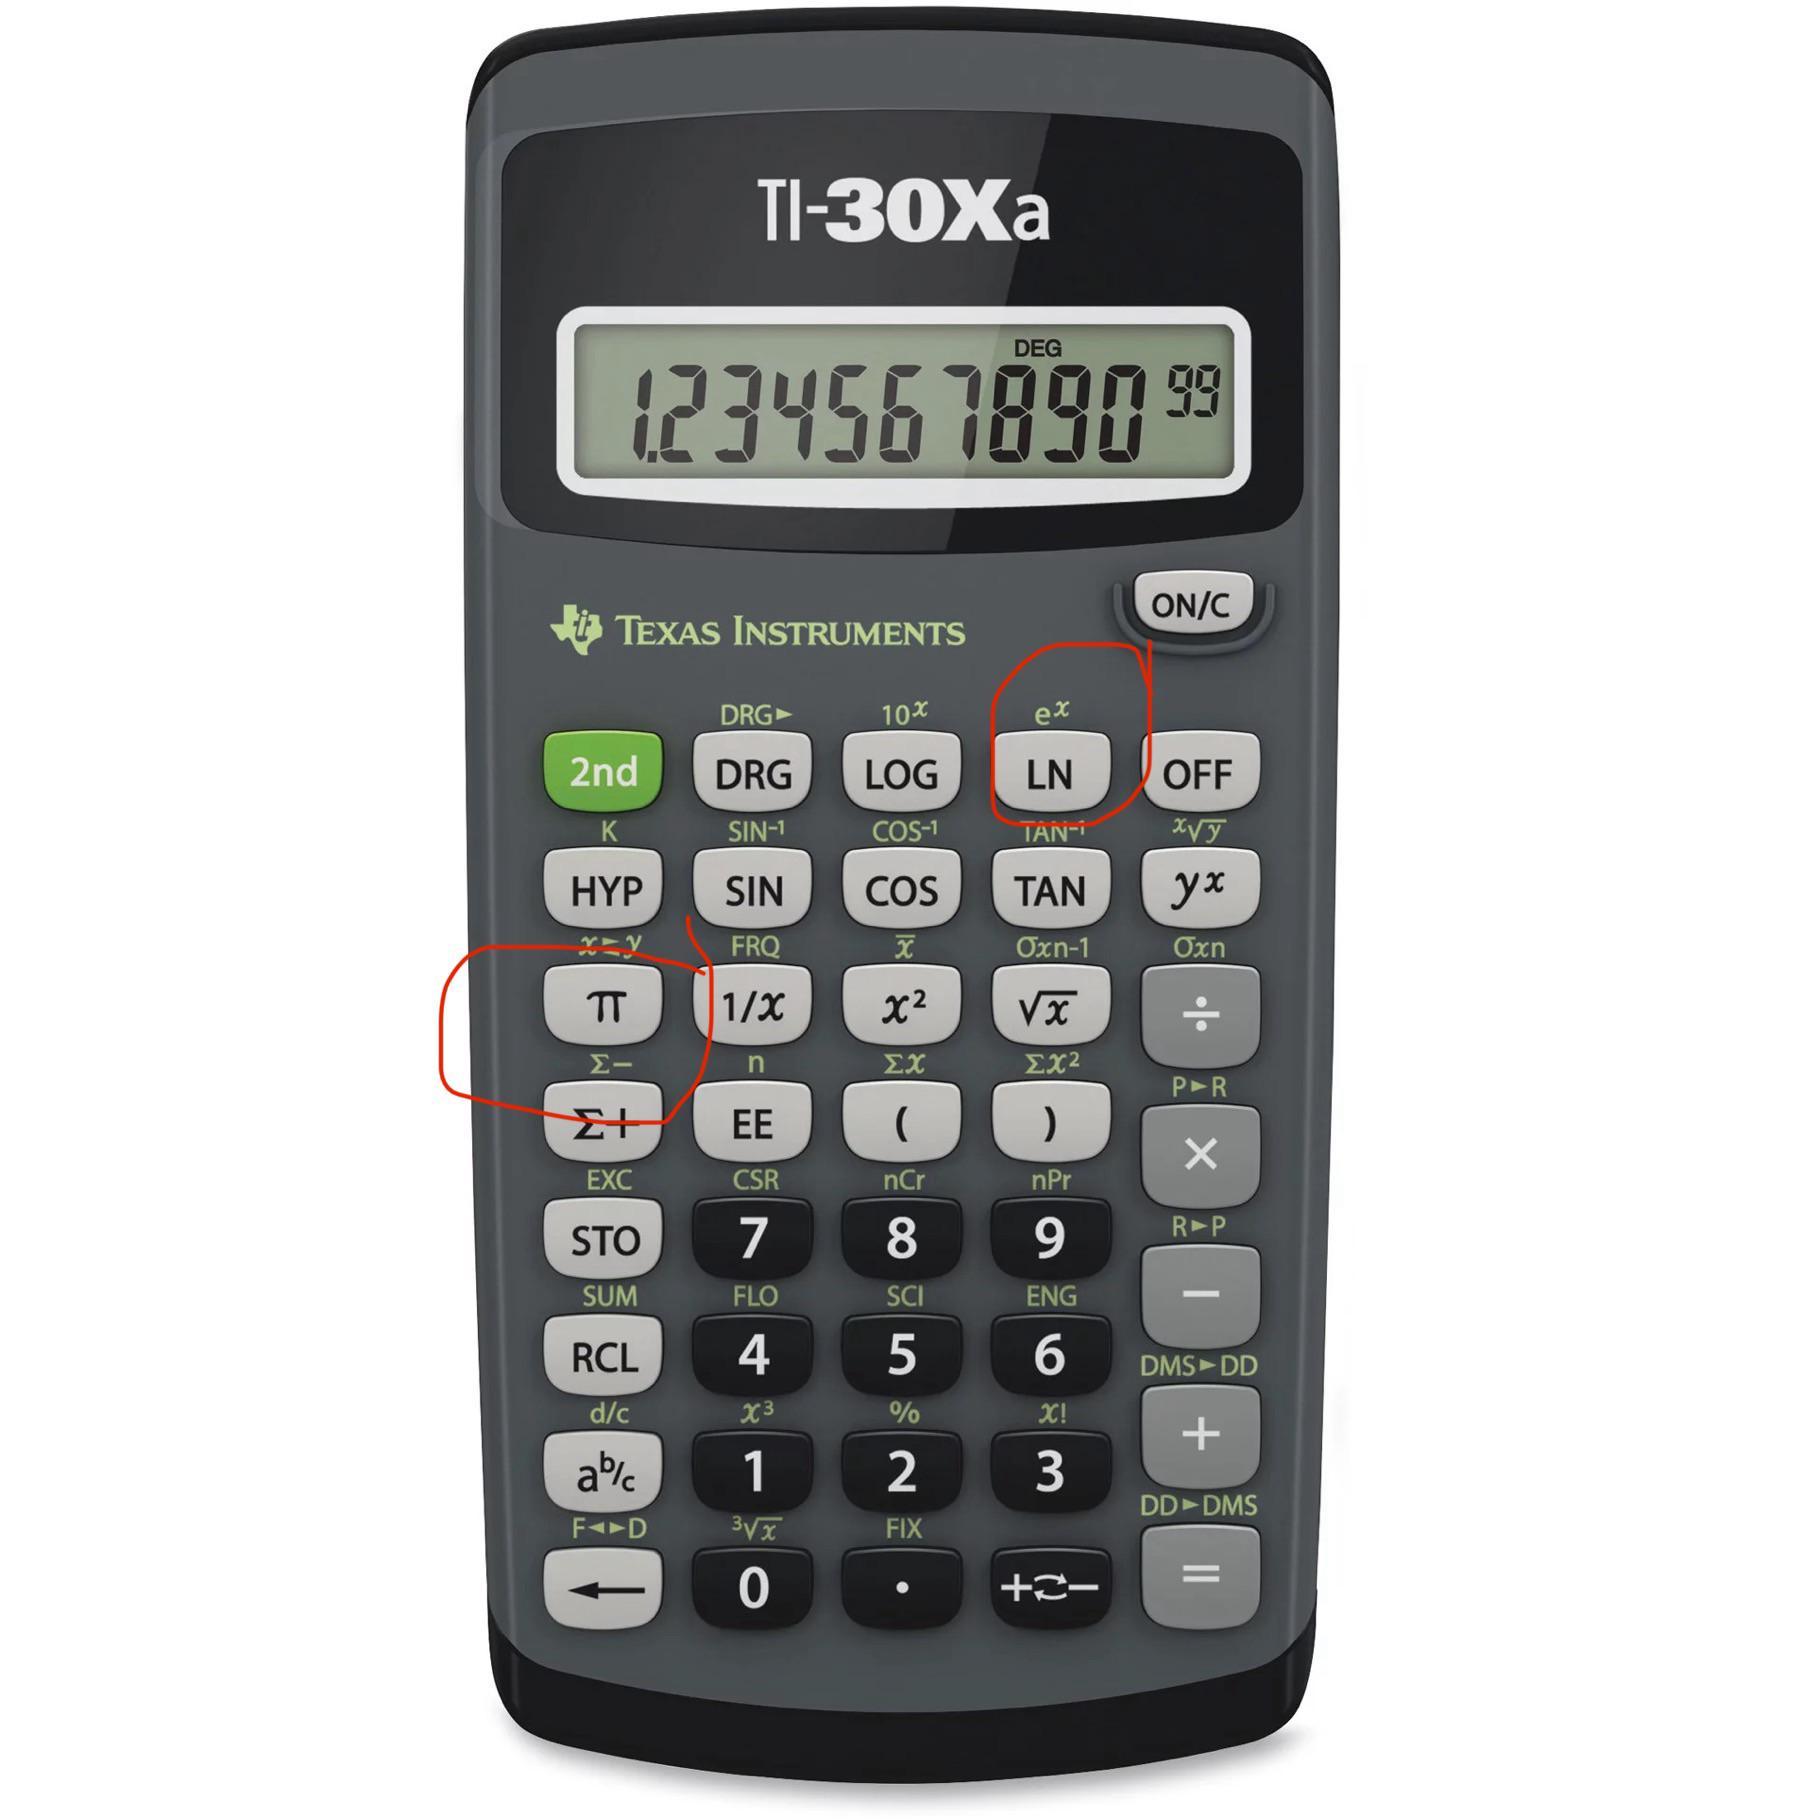 TI-30Xa
DEG
1.234567890 99
TEXAS INSTRUMENTS
ON/C
DRG► 10ˣ eˣ
2nd DRG LOG LN OFF
K SIN⁻¹ COS⁻¹ TAN⁻¹ ˣ√y
HYP SIN COS TAN yˣ
x►y FRQ x̅ σxn-1 σxn
π 1/x x² √x ÷
Σ− n Σx Σx² P►R
Σ+ EE ( ) ×
EXC CSR nCr nPr R►P
STO 7 8 9 −
SUM FLO SCI ENG DMS►DD
RCL 4 5 6 +
d/c x³ % x! DD►DMS
aᵇ/c 1 2 3 =
F◄►D ³√x FIX
← 0 . +⇄−